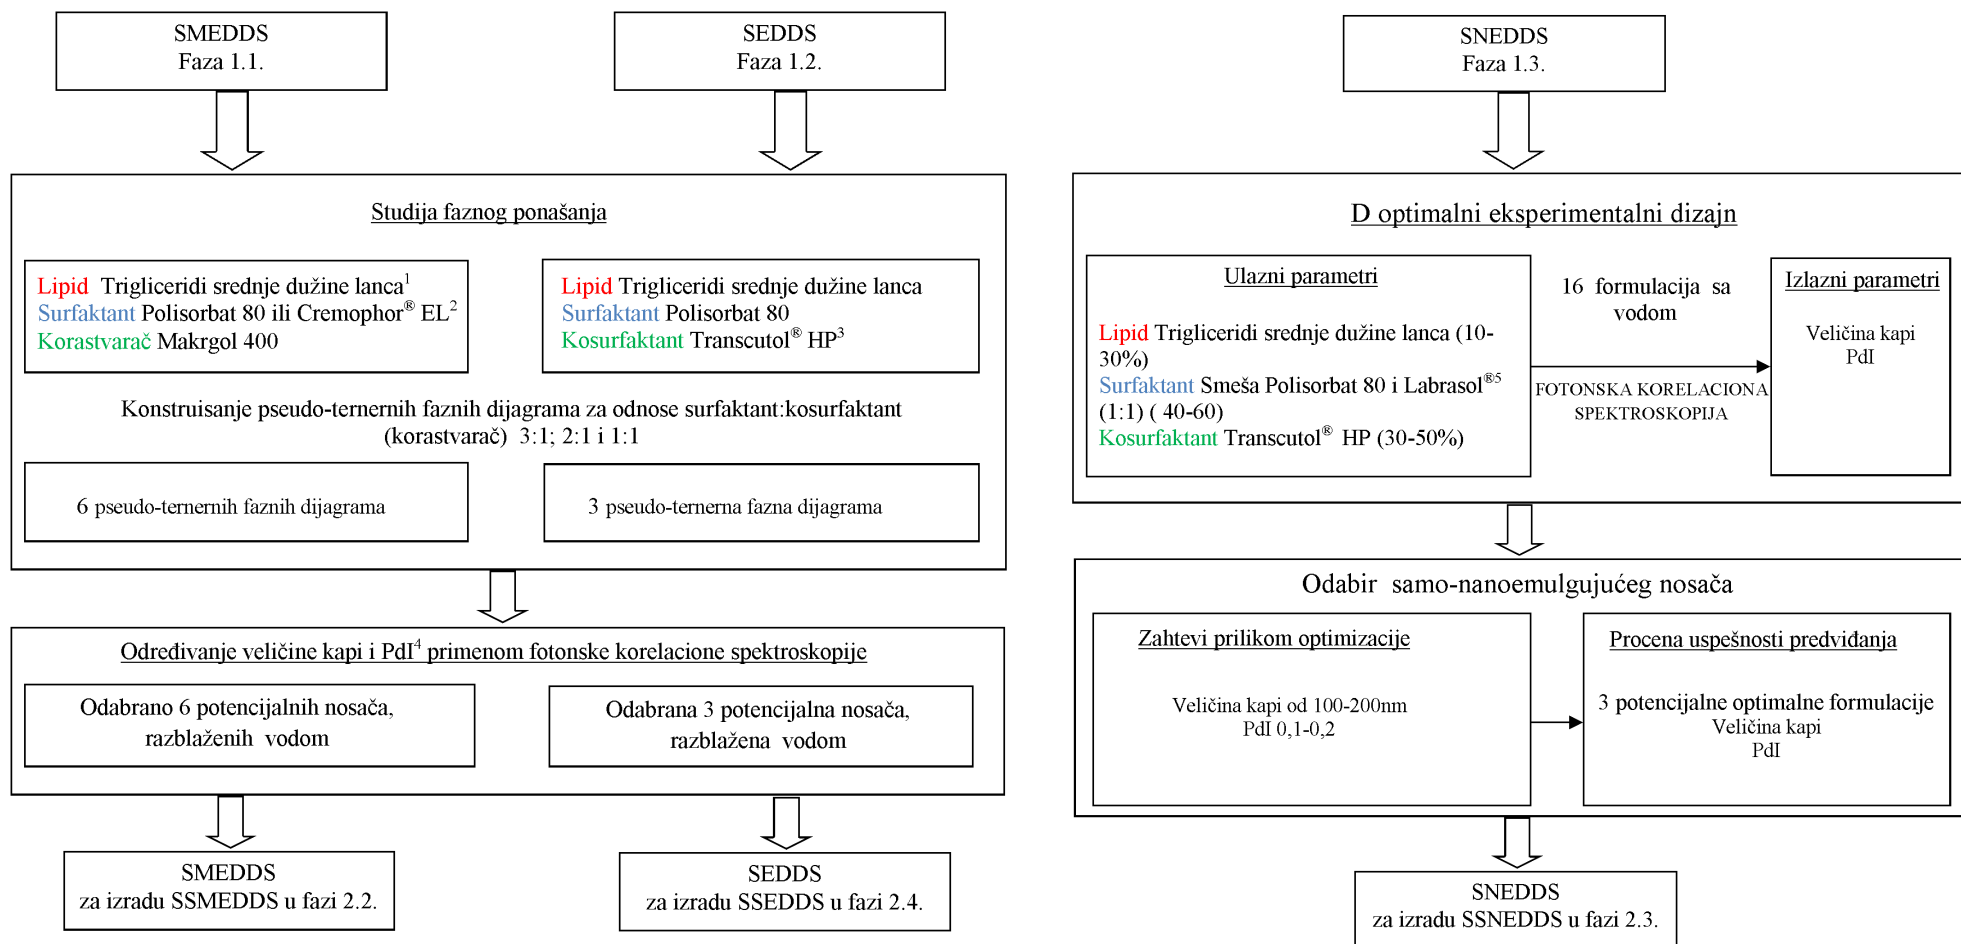 SMEDDS
Faza 1.1.
SEDDS
Faza 1.2.
Studija faznog ponašanja
Lipid Trigliceridi srednje dužine lanca¹
Surfaktant Polisorbat 80 ili Cremophor® EL²
Korastvarač Makrgol 400
Lipid Trigliceridi srednje dužine lanca
Surfaktant Polisorbat 80
Kosurfaktant Transcutol® HP³
Konstruisanje pseudo-ternernih faznih dijagrama za odnose surfaktant:kosurfaktant
(korastvarač) 3:1; 2:1 i 1:1
6 pseudo-ternernih faznih dijagrama
3 pseudo-ternerna fazna dijagrama
Određivanje veličine kapi i PdI⁴ primenom fotonske korelacione spektroskopije
Odabrano 6 potencijalnih nosača,
razblaženih vodom
Odabrana 3 potencijalna nosača,
razblažena vodom
SMEDDS
za izradu SSMEDDS u fazi 2.2.
SEDDS
za izradu SSEDDS u fazi 2.4.
SNEDDS
Faza 1.3.
D optimalni eksperimentalni dizajn
Ulazni parametri
Lipid Trigliceridi srednje dužine lanca (10-
30%)
Surfaktant Smeša Polisorbat 80 i Labrasol®⁵
(1:1) ( 40-60)
Kosurfaktant Transcutol® HP (30-50%)
16 formulacija sa
vodom
FOTONSKA KORELACIONA
SPEKTROSKOPIJA
Izlazni parametri
Veličina kapi
PdI
Odabir samo-nanoemulgujućeg nosača
Zahtevi prilikom optimizacije
Veličina kapi od 100-200nm
PdI 0,1-0,2
Procena uspešnosti predviđanja
3 potencijalne optimalne formulacije
Veličina kapi
PdI
SNEDDS
za izradu SSNEDDS u fazi 2.3.